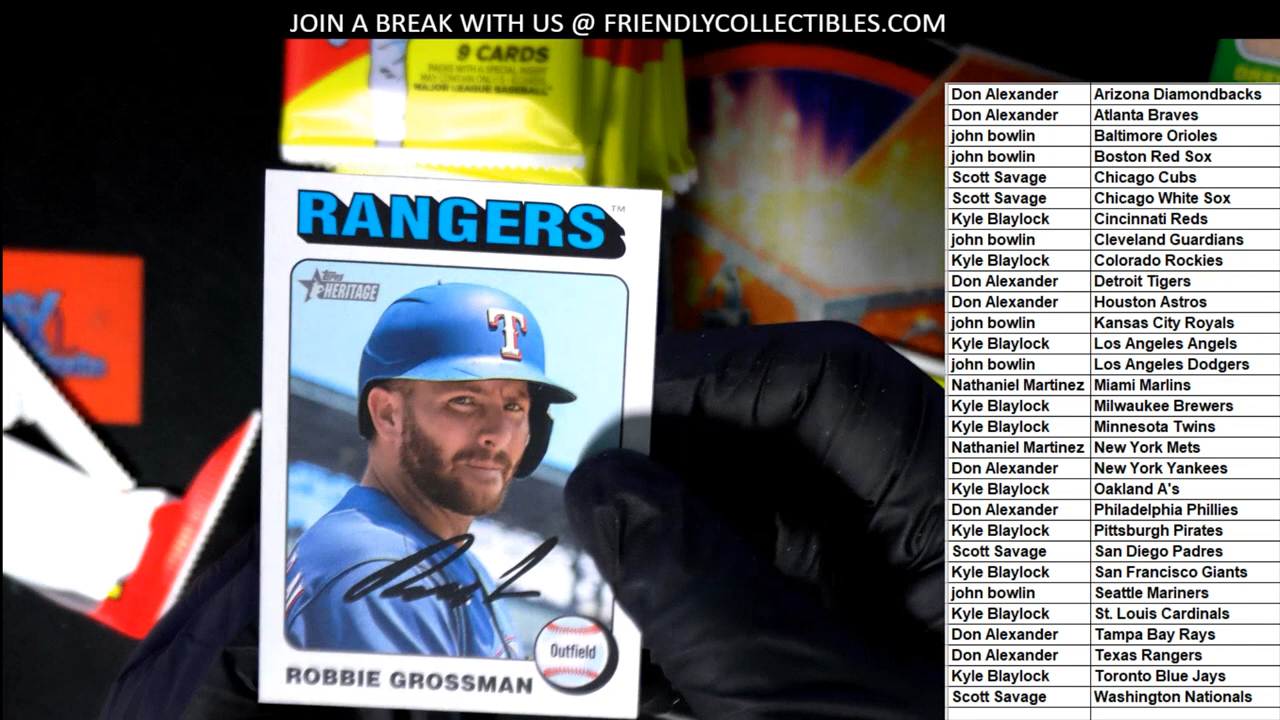 JOIN A BREAK WITH US @ FRIENDLYCOLLECTIBLES.COM
9 CARDS
PACKS WITH A SPECIAL INSERT
MAJOR LEAGUE BASEBALL
RANGERS™
Topps
HERITAGE
Outfield
ROBBIE GROSSMAN
Don Alexander Arizona Diamondbacks
Don Alexander Atlanta Braves
john bowlin Baltimore Orioles
john bowlin Boston Red Sox
Scott Savage Chicago Cubs
Scott Savage Chicago White Sox
Kyle Blaylock Cincinnati Reds
john bowlin Cleveland Guardians
Kyle Blaylock Colorado Rockies
Don Alexander Detroit Tigers
Don Alexander Houston Astros
john bowlin Kansas City Royals
Kyle Blaylock Los Angeles Angels
john bowlin Los Angeles Dodgers
Nathaniel Martinez Miami Marlins
Kyle Blaylock Milwaukee Brewers
Kyle Blaylock Minnesota Twins
Nathaniel Martinez New York Mets
Don Alexander New York Yankees
Kyle Blaylock Oakland A's
Don Alexander Philadelphia Phillies
Kyle Blaylock Pittsburgh Pirates
Scott Savage San Diego Padres
Kyle Blaylock San Francisco Giants
john bowlin Seattle Mariners
Kyle Blaylock St. Louis Cardinals
Don Alexander Tampa Bay Rays
Don Alexander Texas Rangers
Kyle Blaylock Toronto Blue Jays
Scott Savage Washington Nationals